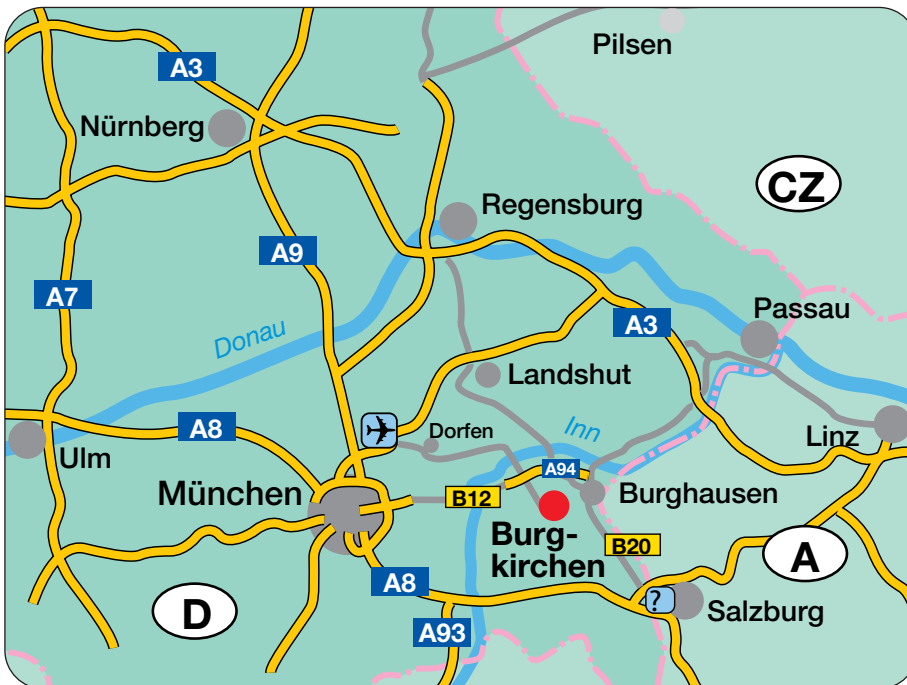 Pilsen
A3
Nürnberg
CZ
Regensburg
A9
A7
Passau
A3
Donau
Landshut
A8
Dorfen
Inn
Linz
Ulm
A94
München
B12
Burghausen
Burg-
kirchen
B20
A
A8
?
Salzburg
D
A93